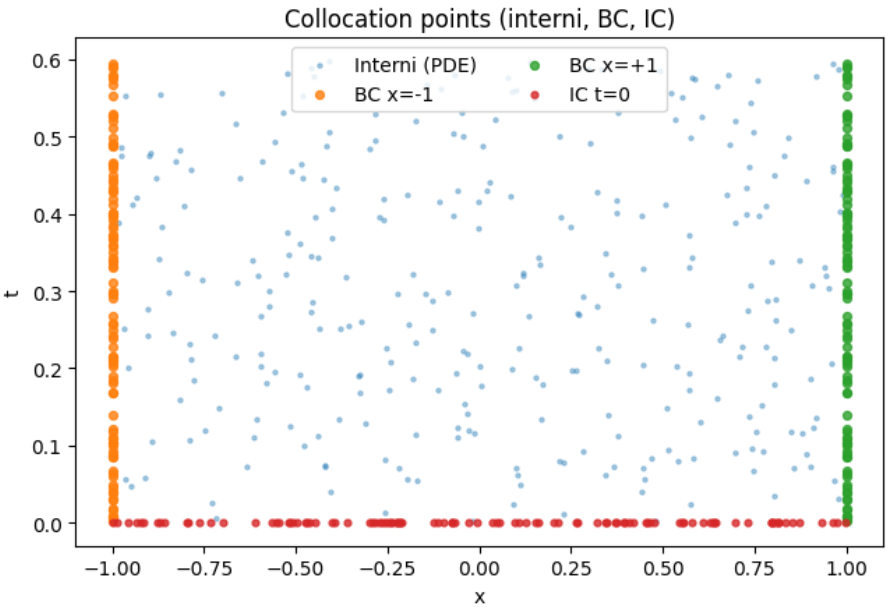 Collocation points (interni, BC, IC)
Interni (PDE)
BC x=-1
BC x=+1
IC t=0
0.6
0.5
0.4
0.3
0.2
0.1
0.0
t
−1.00 −0.75 −0.50 −0.25 0.00 0.25 0.50 0.75 1.00
x